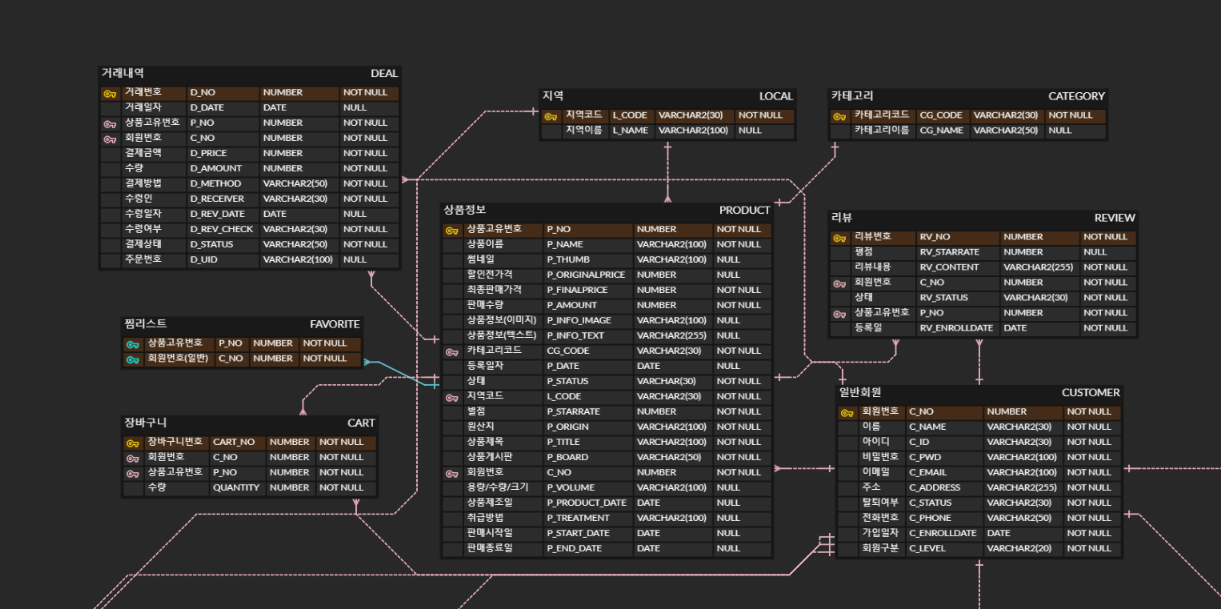 거래내역 DEAL
거래번호 D_NO NUMBER NOT NULL
거래일자 D_DATE DATE NULL
상품고유번호 P_NO NUMBER NOT NULL
회원번호 C_NO NUMBER NOT NULL
결제금액 D_PRICE NUMBER NOT NULL
수량 D_AMOUNT NUMBER NOT NULL
결제방법 D_METHOD VARCHAR2(50) NOT NULL
수령인 D_RECEIVER VARCHAR2(30) NOT NULL
수령일자 D_REV_DATE DATE NULL
수령여부 D_REV_CHECK VARCHAR2(30) NOT NULL
결제상태 D_STATUS VARCHAR2(50) NOT NULL
주문번호 D_UID VARCHAR2(100) NULL
지역 LOCAL
지역코드 L_CODE VARCHAR2(30) NOT NULL
지역이름 L_NAME VARCHAR2(100) NULL
카테고리 CATEGORY
카테고리코드 CG_CODE VARCHAR2(30) NOT NULL
카테고리이름 CG_NAME VARCHAR2(50) NULL
상품정보 PRODUCT
상품고유번호 P_NO NUMBER NOT NULL
상품이름 P_NAME VARCHAR2(100) NOT NULL
썸네일 P_THUMB VARCHAR2(100) NULL
할인전가격 P_ORIGINALPRICE NUMBER NULL
최종판매가격 P_FINALPRICE NUMBER NOT NULL
판매수량 P_AMOUNT NUMBER NOT NULL
상품정보(이미지) P_INFO_IMAGE VARCHAR2(100) NULL
상품정보(텍스트) P_INFO_TEXT VARCHAR2(255) NULL
카테고리코드 CG_CODE VARCHAR2(30) NOT NULL
등록일자 P_DATE DATE NULL
상태 P_STATUS VARCHAR(30) NOT NULL
지역코드 L_CODE VARCHAR2(30) NOT NULL
별점 P_STARRATE NUMBER NULL
원산지 P_ORIGIN VARCHAR2(100) NULL
상품제목 P_TITLE VARCHAR2(100) NOT NULL
상품게시판 P_BOARD VARCHAR2(50) NULL
회원번호 C_NO NUMBER NOT NULL
용량/수량/크기 P_VOLUME VARCHAR2(100) NULL
상품제조일 P_PRODUCT_DATE DATE NULL
취급방법 P_TREATMENT VARCHAR2(100) NULL
판매시작일 P_START_DATE DATE NULL
판매종료일 P_END_DATE DATE NULL
리뷰 REVIEW
리뷰번호 RV_NO NUMBER NOT NULL
평점 RV_STARRATE NUMBER NULL
리뷰내용 RV_CONTENT VARCHAR2(255) NOT NULL
회원번호 C_NO NUMBER NOT NULL
상태 RV_STATUS VARCHAR2(30) NOT NULL
상품고유번호 P_NO NUMBER NOT NULL
등록일 RV_ENROLLDATE DATE NOT NULL
찜리스트 FAVORITE
상품고유번호 P_NO NUMBER NOT NULL
회원번호(일반) C_NO NUMBER NOT NULL
장바구니 CART
장바구니번호 CART_NO NUMBER NOT NULL
회원번호 C_NO NUMBER NOT NULL
상품고유번호 P_NO NUMBER NOT NULL
수량 QUANTITY NUMBER NOT NULL
일반회원 CUSTOMER
회원번호 C_NO NUMBER NOT NULL
이름 C_NAME VARCHAR2(30) NOT NULL
아이디 C_ID VARCHAR2(30) NOT NULL
비밀번호 C_PWD VARCHAR2(100) NOT NULL
이메일 C_EMAIL VARCHAR2(100) NOT NULL
주소 C_ADDRESS VARCHAR2(255) NOT NULL
탈퇴여부 C_STATUS VARCHAR2(30) NOT NULL
전화번호 C_PHONE VARCHAR2(50) NOT NULL
가입일자 C_ENROLLDATE DATE NOT NULL
회원구분 C_LEVEL VARCHAR2(20) NOT NULL